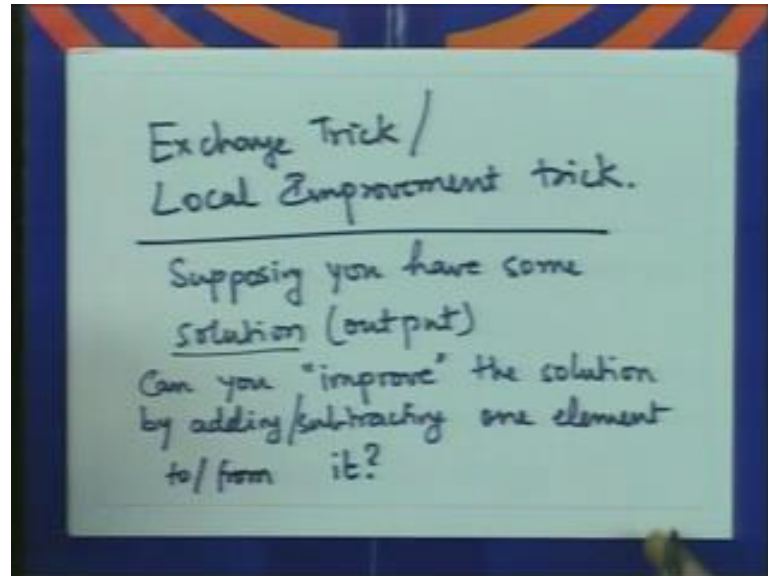 Exchange Trick /
Local Improvement trick.
Supposing you have some
solution (output)
Can you "improve" the solution
by adding/subtracting one element
to/from it?